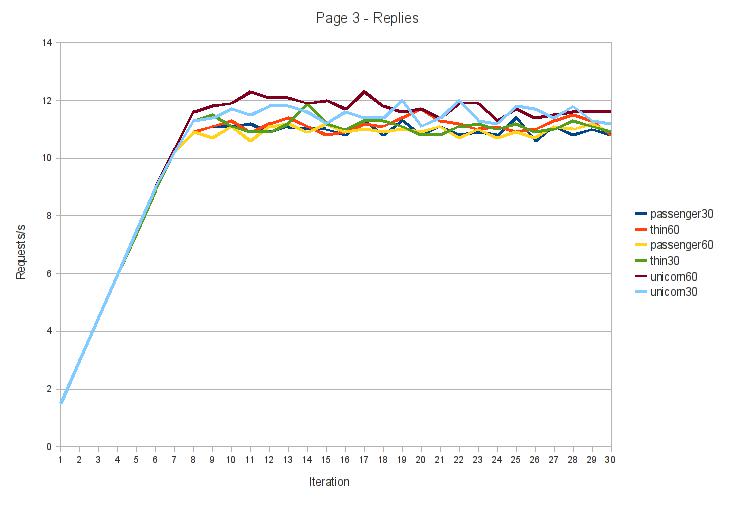 Page 3 - Replies
14
12
10
8
6
4
2
0
Requests/s
1 2 3 4 5 6 7 8 9 10 11 12 13 14 15 16 17 18 19 20 21 22 23 24 25 26 27 28 29 30
Iteration
passenger30
thin60
passenger60
thin30
unicorn60
unicorn30